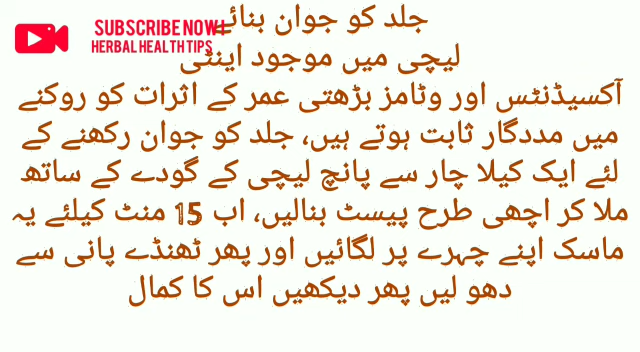 جلد کو جوان بنائے
SUBSCRIBE NOW!
HERBAL HEALTH TIPS
لیچی میں موجود اینٹی
آکسیڈنٹس اور وٹامز بڑھتی عمر کے اثرات کو روکنے
میں مددگار ثابت ہوتے ہیں، جلد کو جوان رکھنے کے
لئے ایک کیلا چار سے پانچ لیچی کے گودے کے ساتھ
ملا کر اچھی طرح پیسٹ بنالیں، اب 15 منٹ کیلئے یہ
ماسک اپنے چہرے پر لگائیں اور پھر ٹھنڈے پانی سے
دھو لیں پھر دیکھیں اس کا کمال